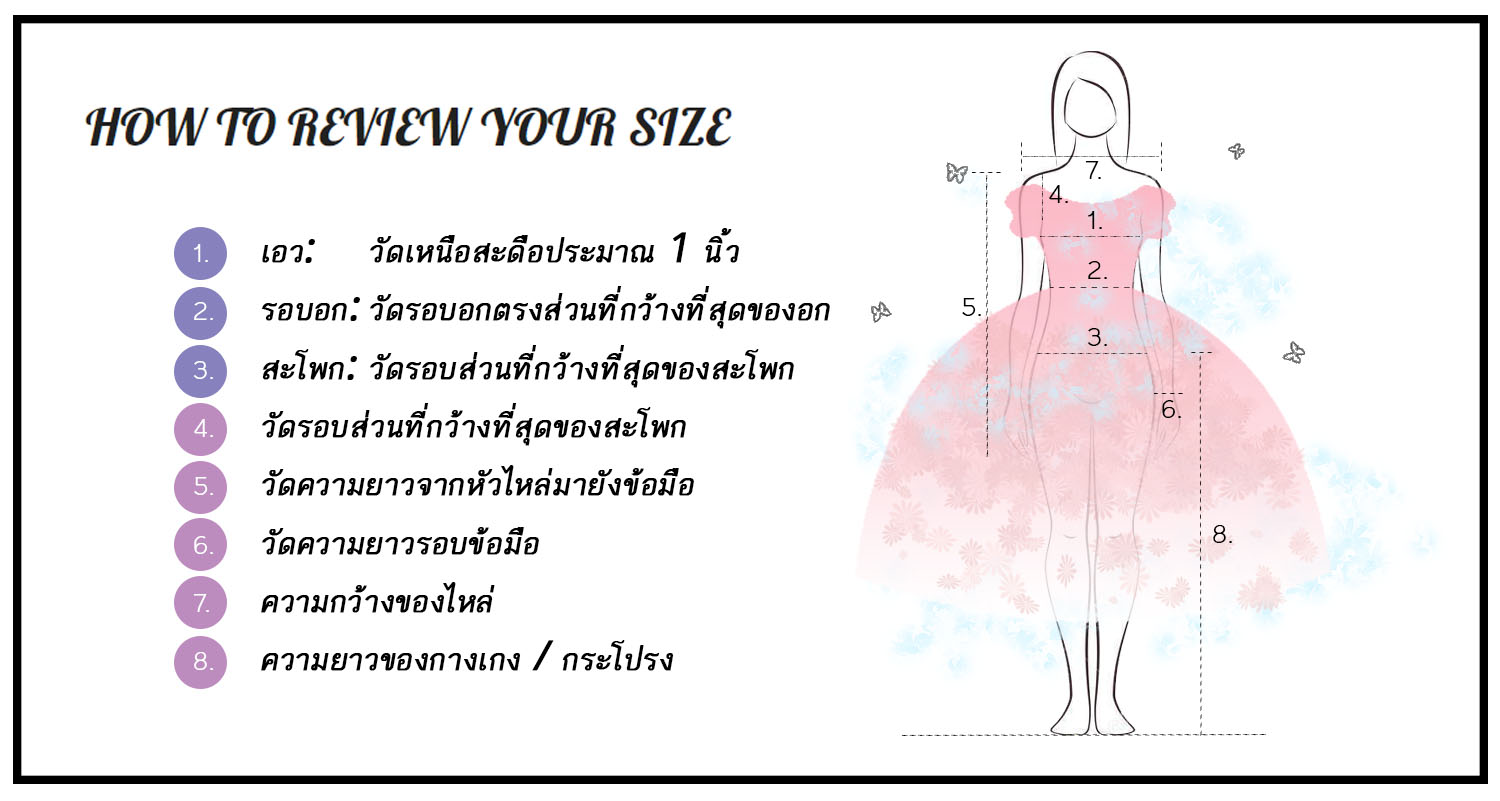 HOW TO REVIEW YOUR SIZE
1. เอว: วัดเหนือสะดือประมาณ 1 นิ้ว
2. รอบอก: วัดรอบอกตรงส่วนที่กว้างที่สุดของอก
3. สะโพก: วัดรอบส่วนที่กว้างที่สุดของสะโพก
4. วัดรอบส่วนที่กว้างที่สุดของสะโพก
5. วัดความยาวจากหัวไหล่มายังข้อมือ
6. วัดความยาวรอบข้อมือ
7. ความกว้างของไหล่
8. ความยาวของกางเกง / กระโปรง
7.
4.
1.
2.
5.
3.
6.
8.